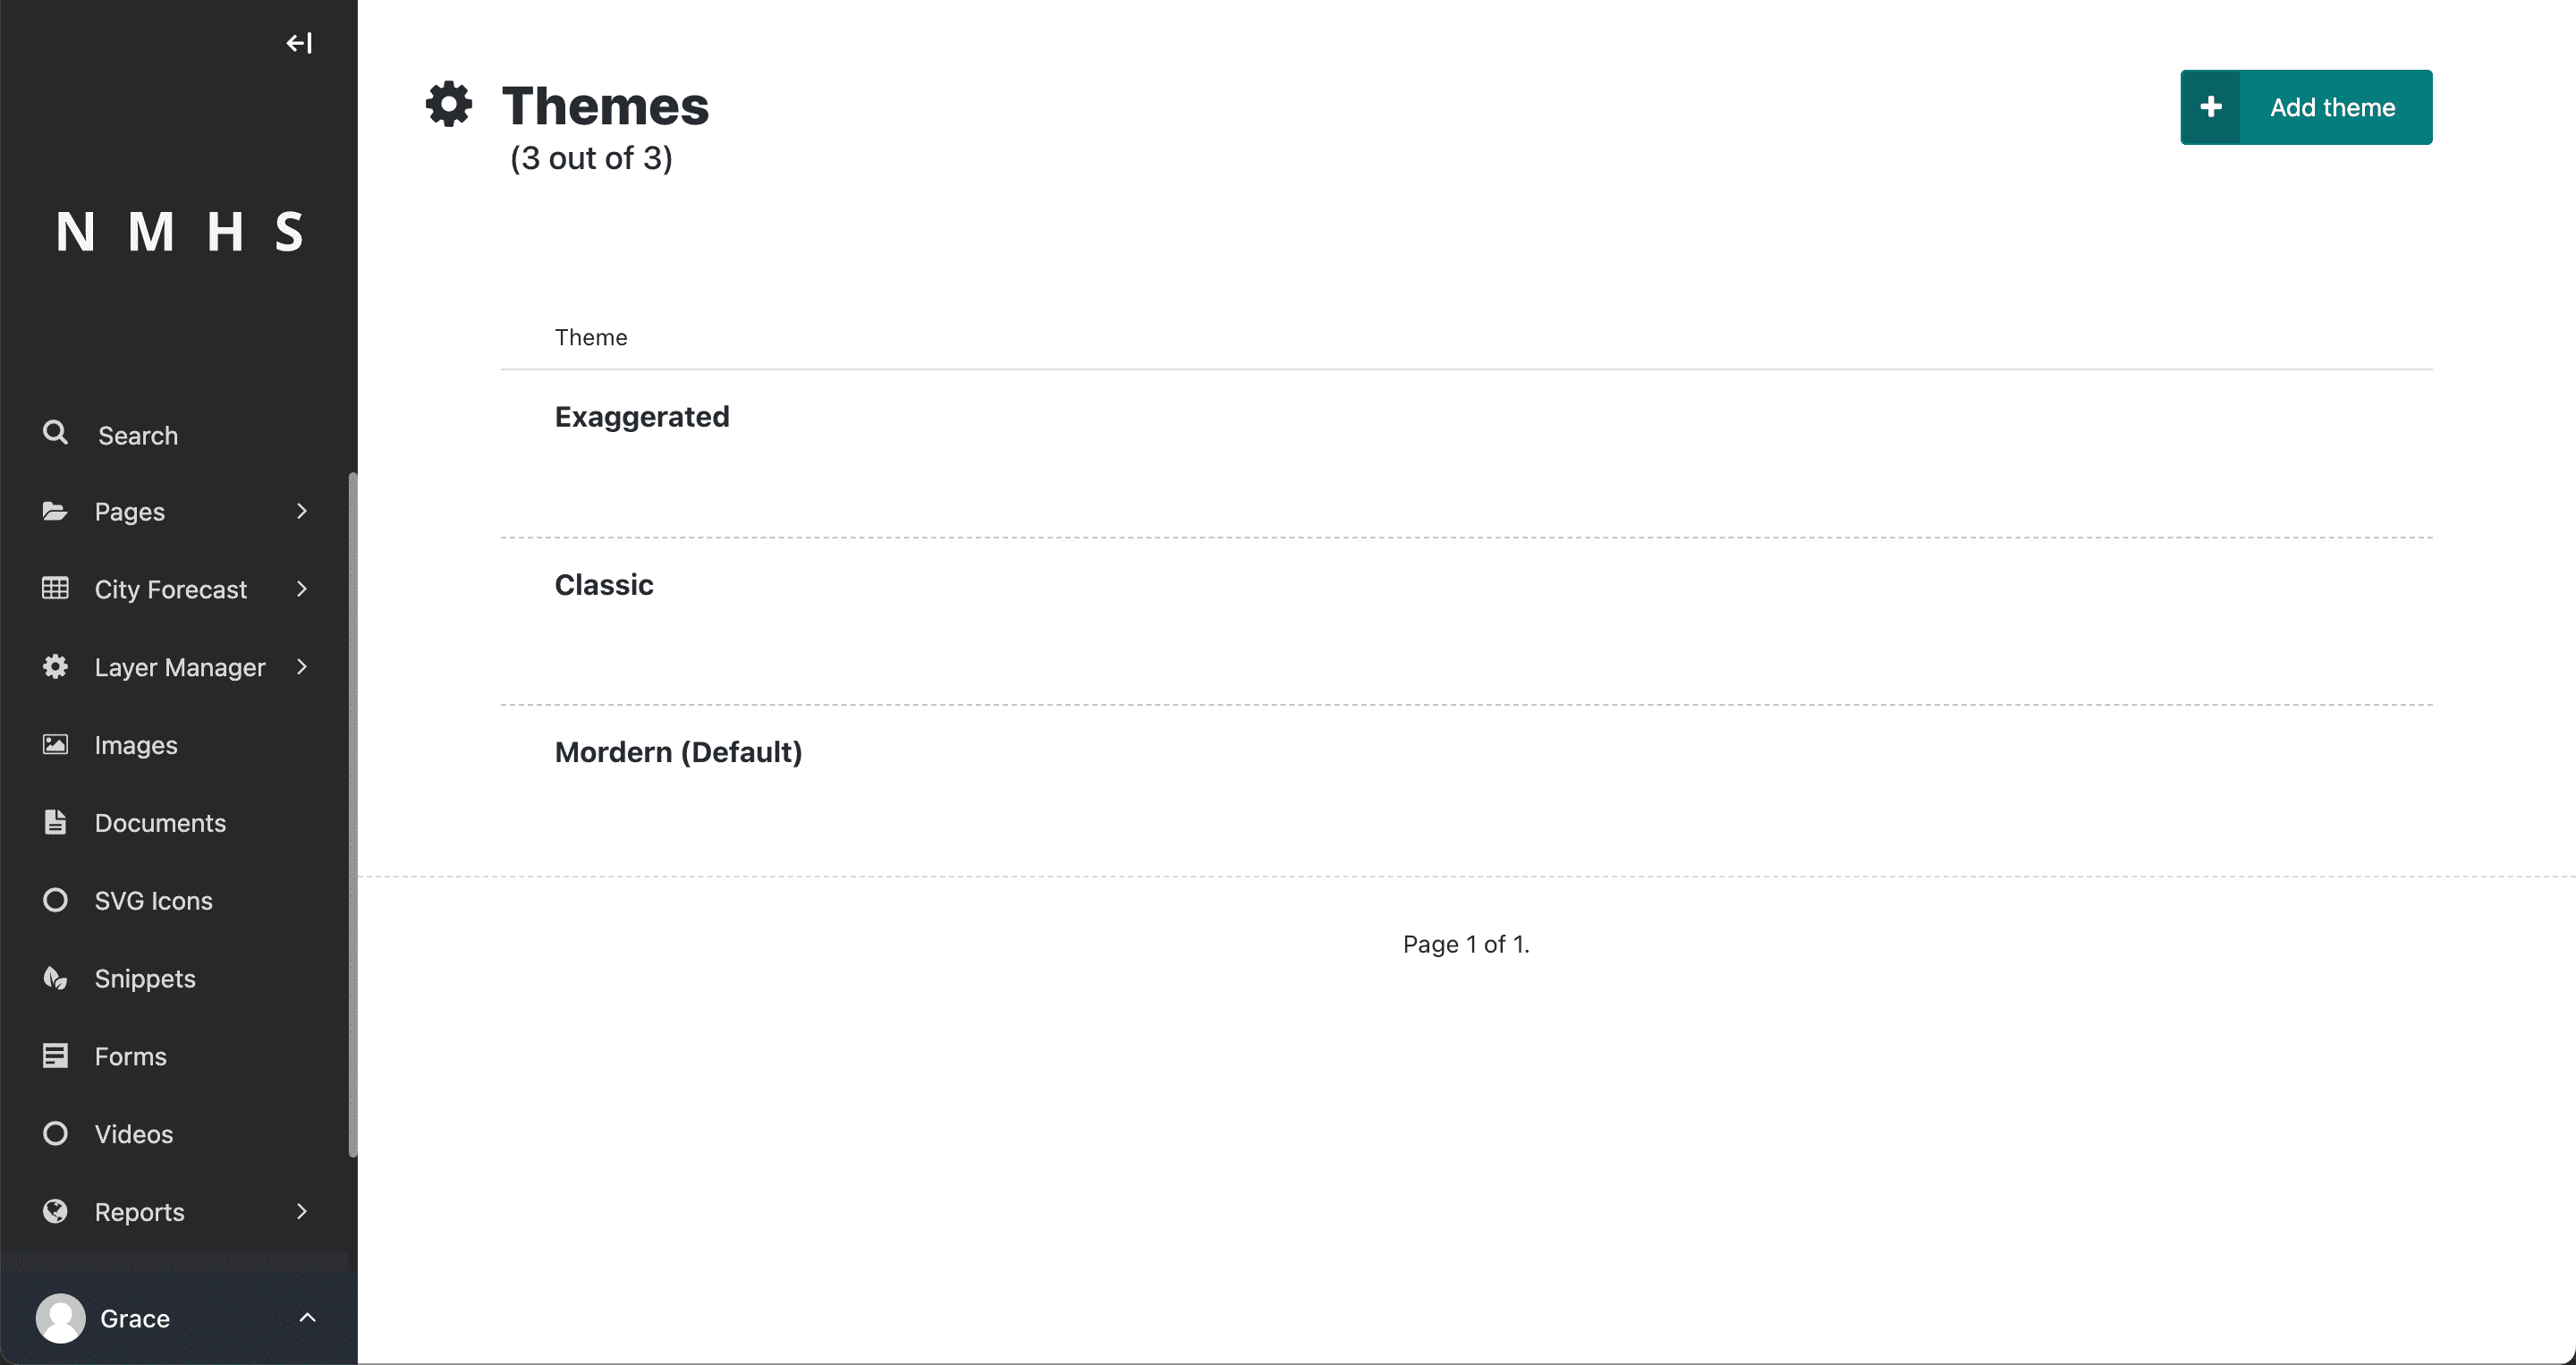 N M H S
Search
Pages
City Forecast
Layer Manager
Images
Documents
SVG Icons
Snippets
Forms
Videos
Reports
Grace
Themes
(3 out of 3)
Add theme
Theme
Exaggerated
Classic
Mordern (Default)
Page 1 of 1.